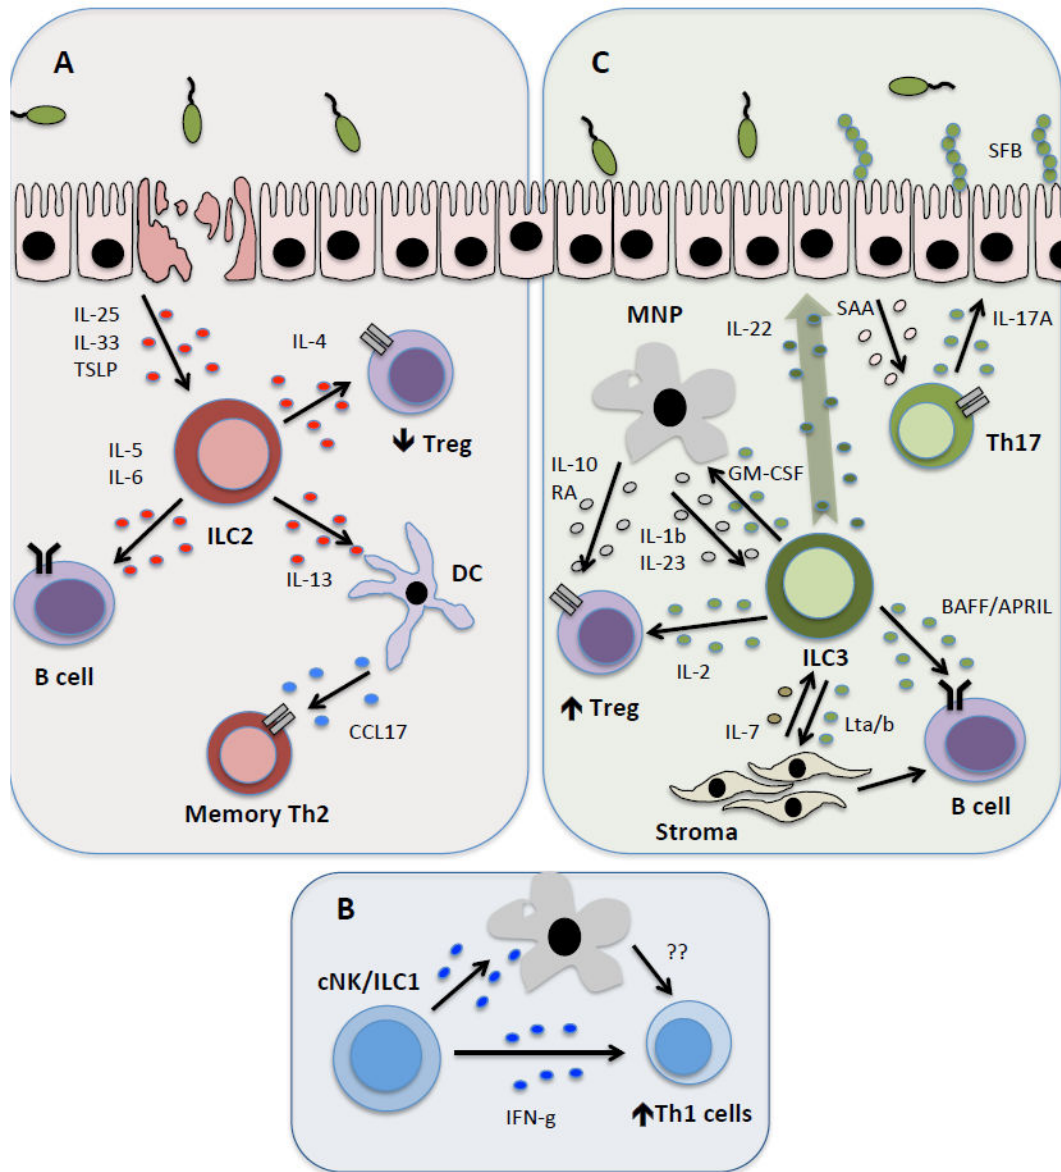 A
IL-25
IL-33
TSLP
IL-4
Treg
IL-5
IL-6
ILC2
IL-13
DC
B cell
CCL17
Memory Th2
C
SFB
MNP
IL-22
SAA
IL-17A
Th17
IL-10
RA
GM-CSF
IL-1b
IL-23
BAFF/APRIL
ILC3
IL-2
Treg
IL-7
Lta/b
B cell
Stroma
B
cNK/ILC1
??
IFN-g
Th1 cells